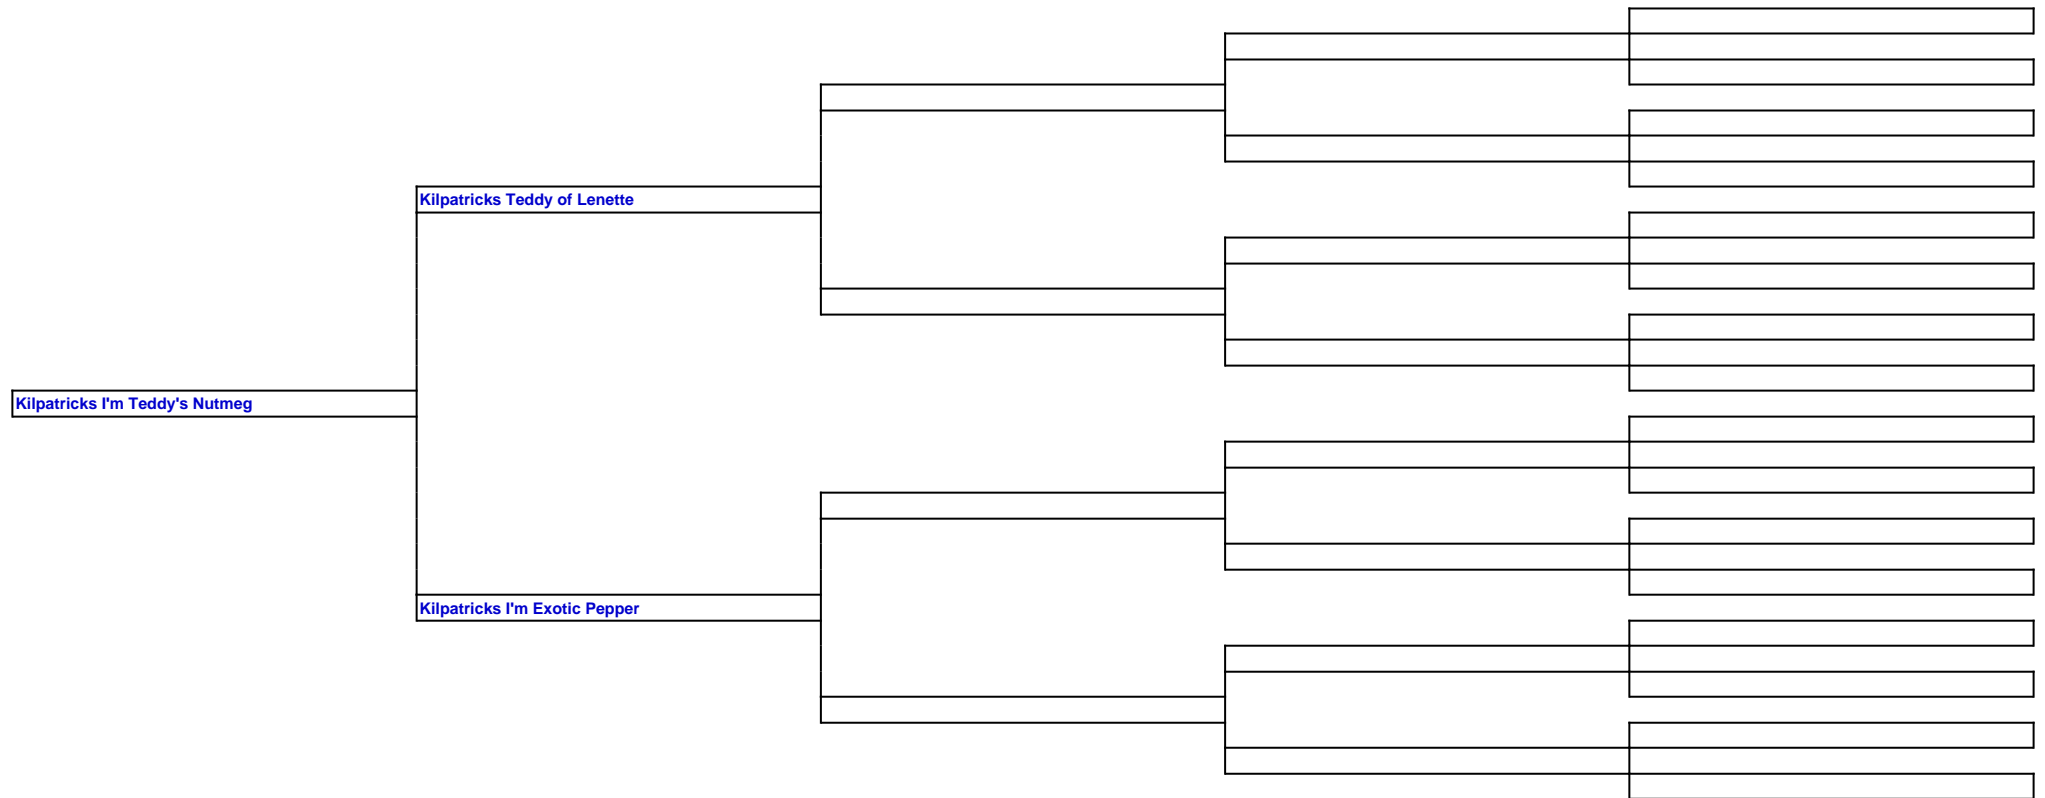 Kilpatricks Teddy of Lenette
Kilpatricks I'm Teddy's Nutmeg
Kilpatricks I'm Exotic Pepper